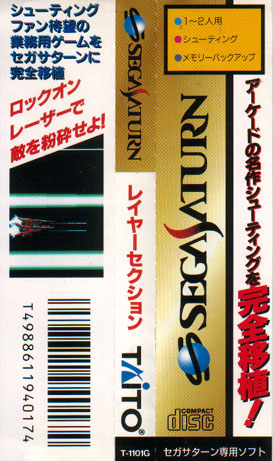 シューティング
ファン待望の
業務用ゲームを
セガサターンに
完全移植
ロックオン
レーザーで
敵を粉砕せよ!
T4988611940174
SEGA SATURN
レイヤーセクション
TAITO
T-1101G
1〜2人用
シューティング
メモリーバックアップ
SEGA SATURN
COMPACT
disc
セガサターン専用ソフト
アーケードの名作シューティングを
完全移植!